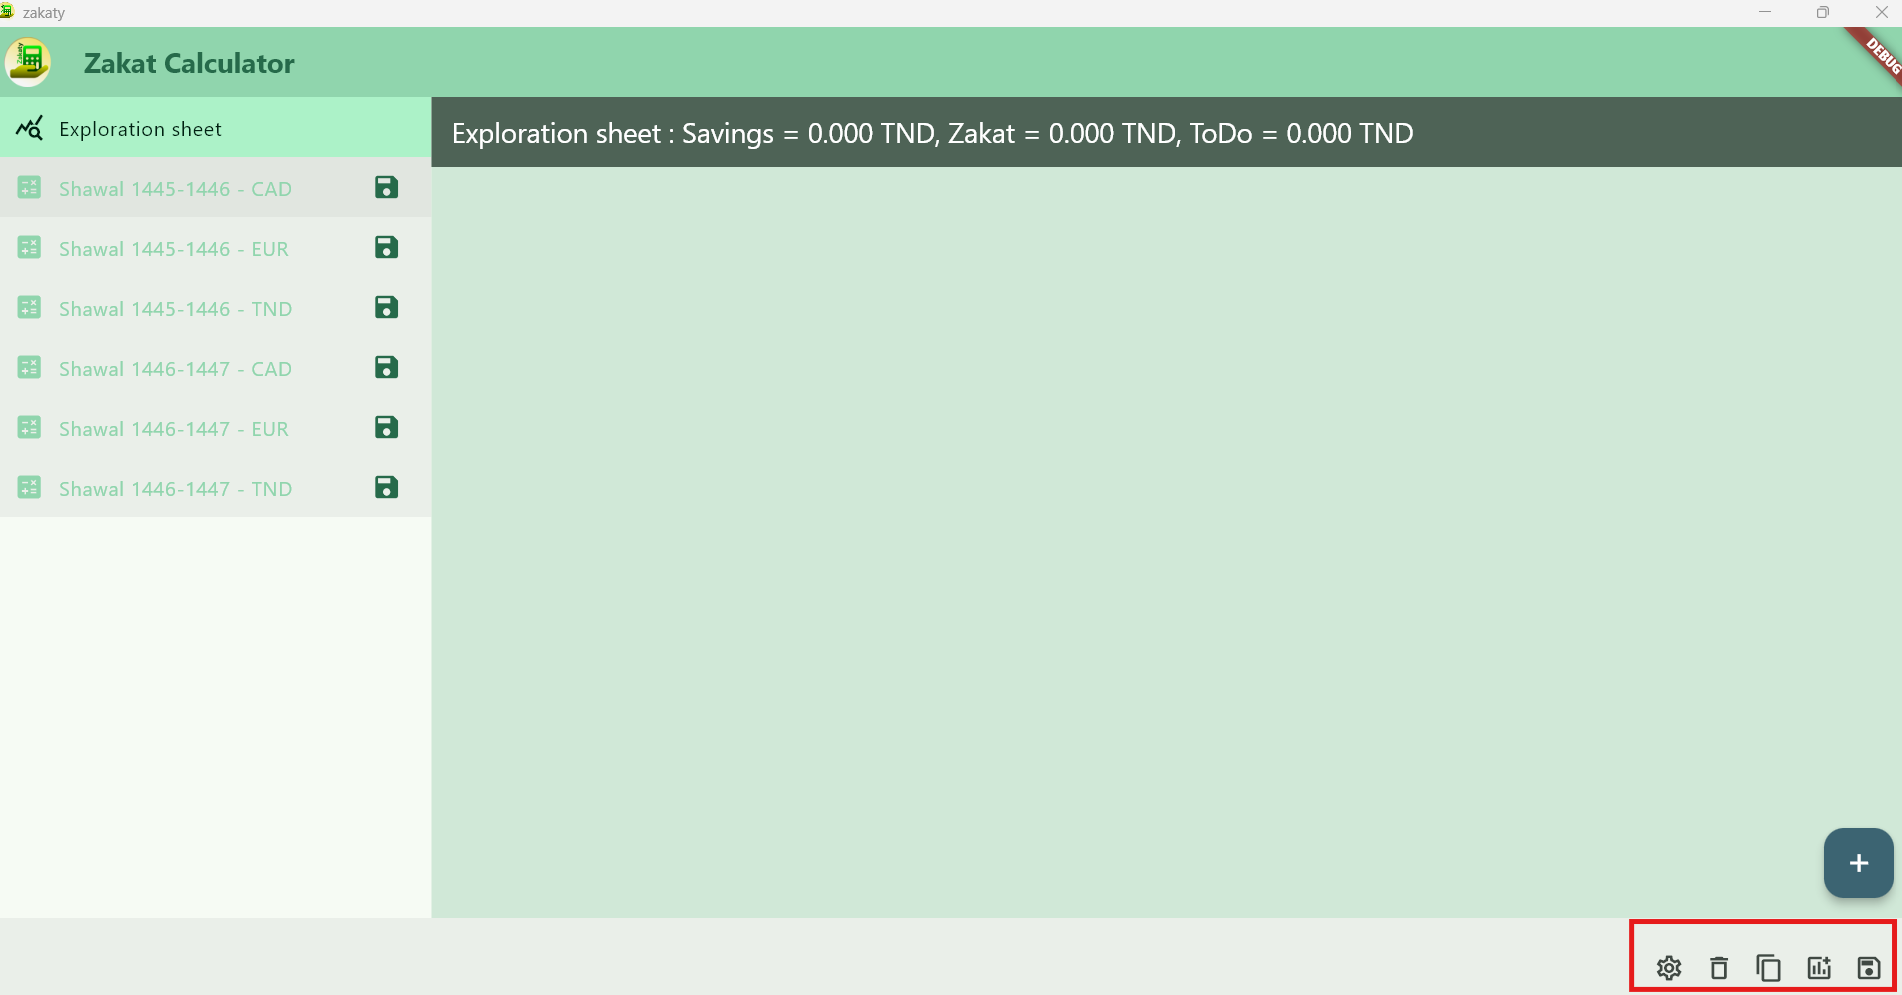 zakaty
Zakat Calculator
DEBUG
Exploration sheet
Exploration sheet : Savings = 0.000 TND, Zakat = 0.000 TND, ToDo = 0.000 TND
Shawal 1445-1446 - CAD
Shawal 1445-1446 - EUR
Shawal 1445-1446 - TND
Shawal 1446-1447 - CAD
Shawal 1446-1447 - EUR
Shawal 1446-1447 - TND